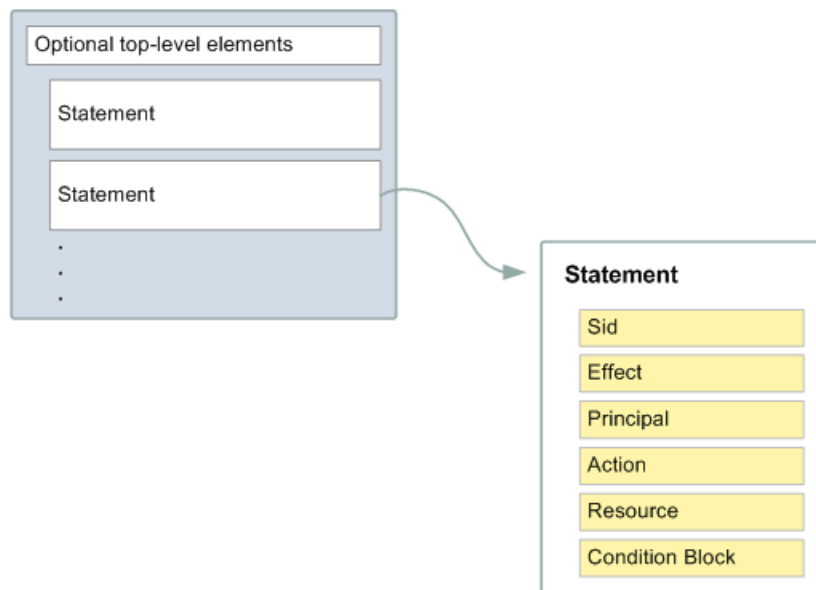 Optional top-level elements
Statement
Statement
.
.
.
Statement
Sid
Effect
Principal
Action
Resource
Condition Block